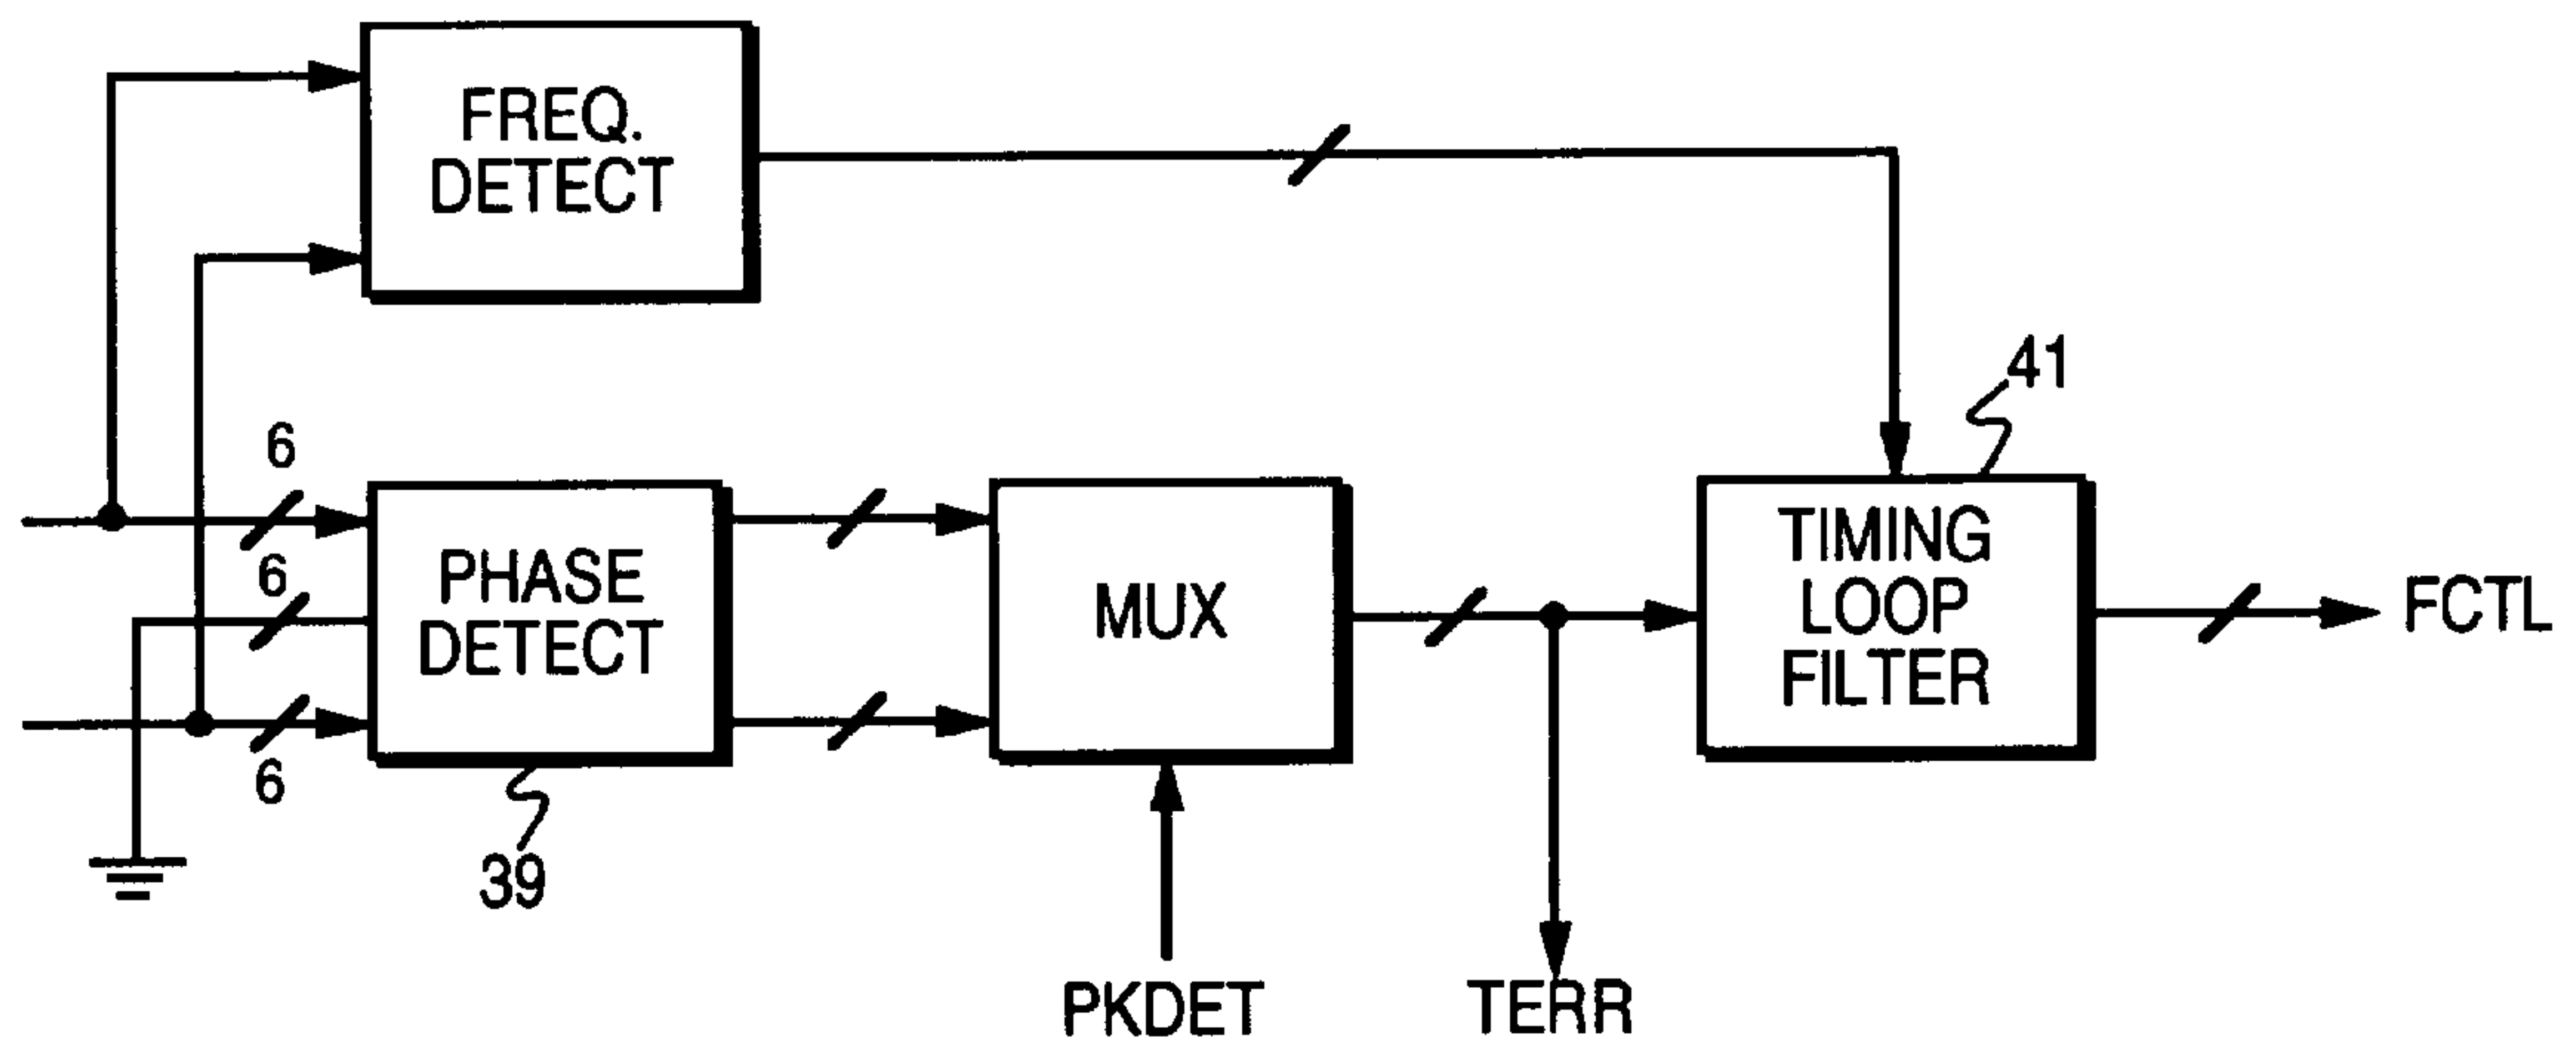 FREQ.
DETECT
41
6
6
6
PHASE
DETECT
39
MUX
TIMING
LOOP
FILTER
FCTL
PKDET
TERR